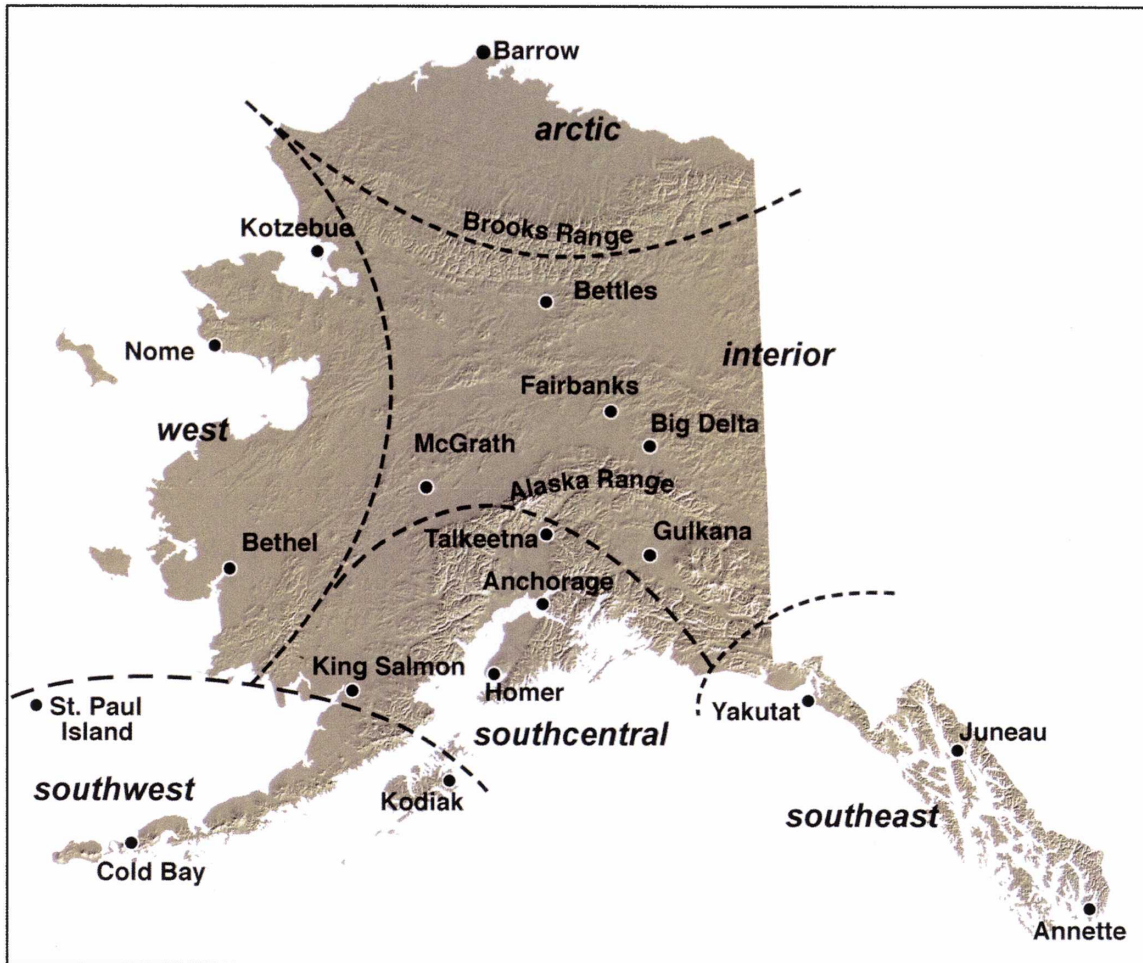 Barrow
arctic
Brooks Range
Kotzebue
Bettles
Nome
interior
Fairbanks
Big Delta
west
McGrath
Alaska Range
Talkeetna
Gulkana
Bethel
Anchorage
King Salmon
Homer
St. Paul
Island
Yakutat
southcentral
Juneau
southwest
Kodiak
southeast
Cold Bay
Annette